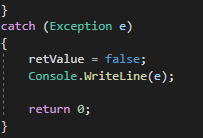 }
catch (Exception e)
{
retValue = false;
Console.WriteLine(e);
return 0;
}